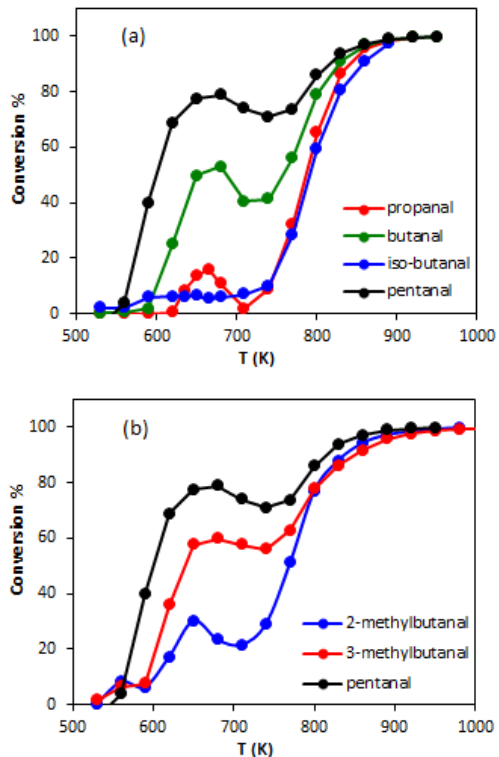 (a)
Conversion %
100
80
60
40
20
0
propanal
butanal
iso-butanal
pentanal
500 600 700 800 900 1000
T (K)
(b)
Conversion %
100
80
60
40
20
0
2-methylbutanal
3-methylbutanal
pentanal
500 600 700 800 900 1000
T (K)